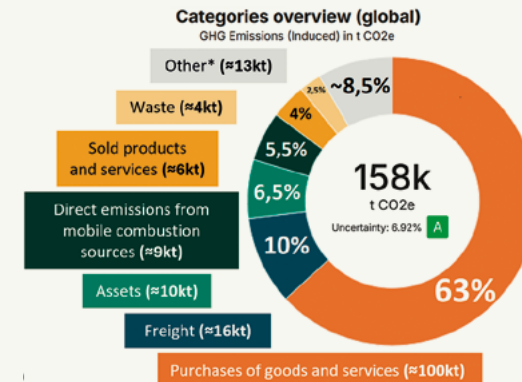 Categories overview (global)
GHG Emissions (Induced) in t CO2e
Other* (≈13kt)
Waste (≈4kt)
Sold products
and services (≈6kt)
Direct emissions from
mobile combustion
sources (≈9kt)
Assets (≈10kt)
Freight (≈16kt)
Purchases of goods and services (≈100kt)
~8,5%
2,5%
4%
5,5%
6,5%
10%
63%
158k
t CO2e
Uncertainty: 6.92% A